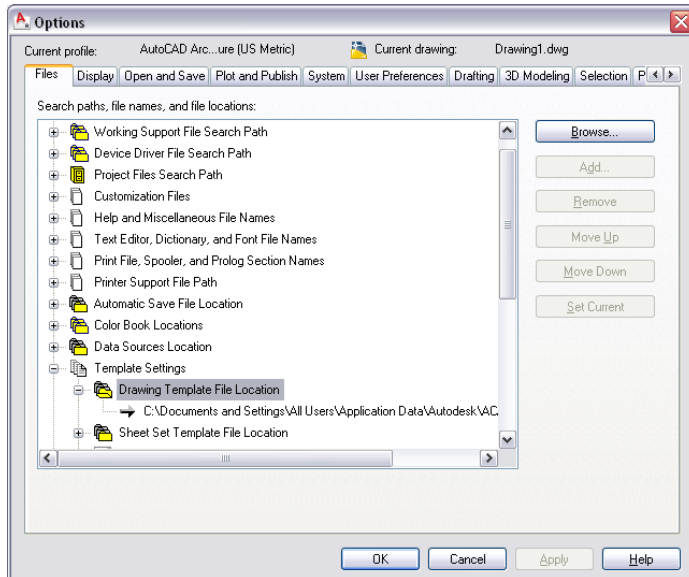 Options
Current profile: AutoCAD Arc...ure (US Metric) Current drawing: Drawing1.dwg
Files Display Open and Save Plot and Publish System User Preferences Drafting 3D Modeling Selection P
Search paths, file names, and file locations:
Working Support File Search Path
Browse...
Device Driver File Search Path
Add...
Project Files Search Path
Customization Files
Remove
Help and Miscellaneous File Names
Text Editor, Dictionary, and Font File Names
Move Up
Print File, Spooler, and Prolog Section Names
Move Down
Printer Support File Path
Automatic Save File Location
Set Current
Color Book Locations
Data Sources Location
Template Settings
Drawing Template File Location
C:\Documents and Settings\All Users\Application Data\Autodesk\AC
Sheet Set Template File Location
OK Cancel Apply Help